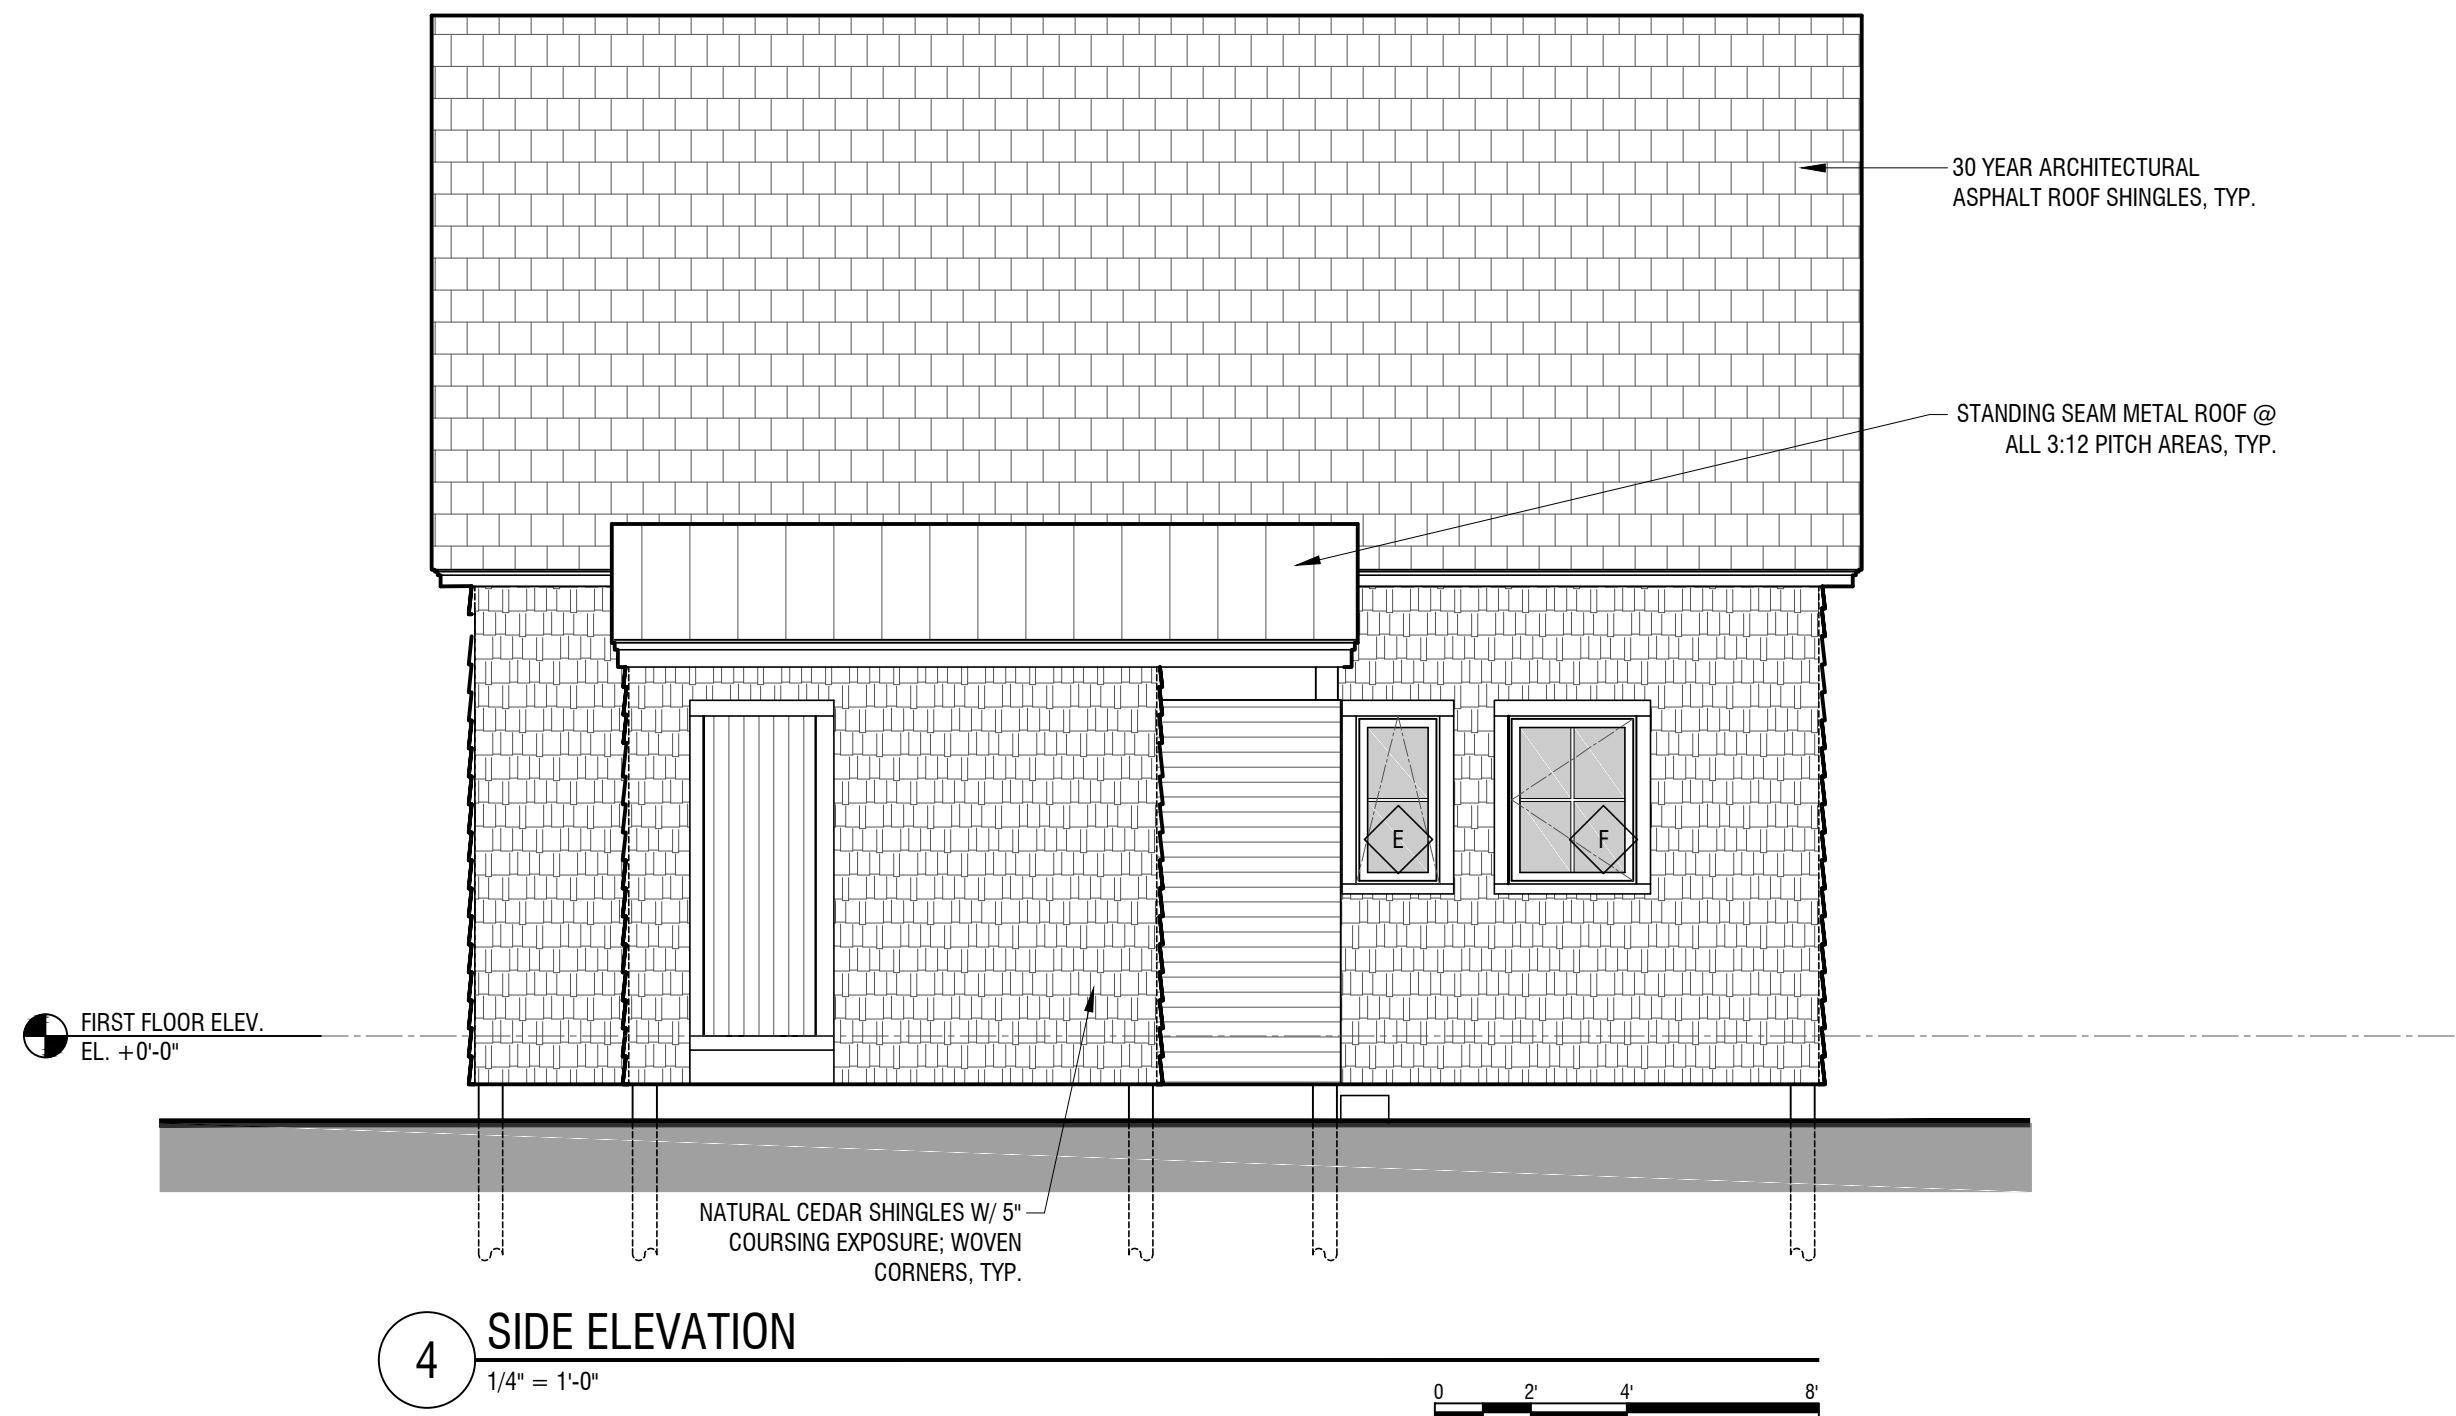 30 YEAR ARCHITECTURAL
ASPHALT ROOF SHINGLES, TYP.
STANDING SEAM METAL ROOF @
ALL 3:12 PITCH AREAS, TYP.
E
F
FIRST FLOOR ELEV.
EL. +0'-0"
NATURAL CEDAR SHINGLES W/ 5"
COURSING EXPOSURE; WOVEN
CORNERS, TYP.
4
SIDE ELEVATION
1/4" = 1'-0"
0 2' 4' 8'